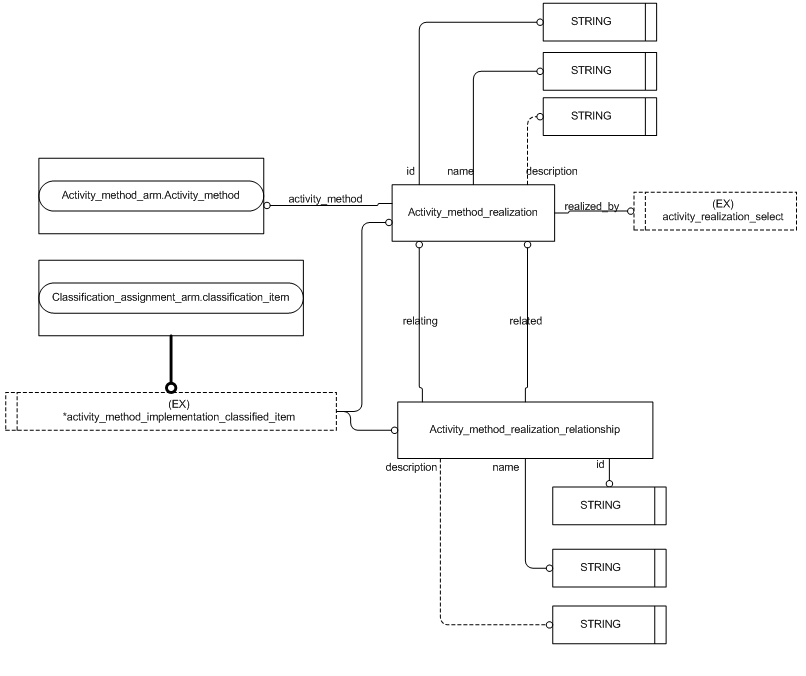 STRING
STRING
STRING
id
name
description
Activity_method_arm.Activity_method
activity_method
Activity_method_realization
realized_by
(EX)
activity_realization_select
Classification_assignment_arm.classification_item
relating
related
(EX)
*activity_method_implementation_classified_item
Activity_method_realization_relationship
description
name
id
STRING
STRING
STRING